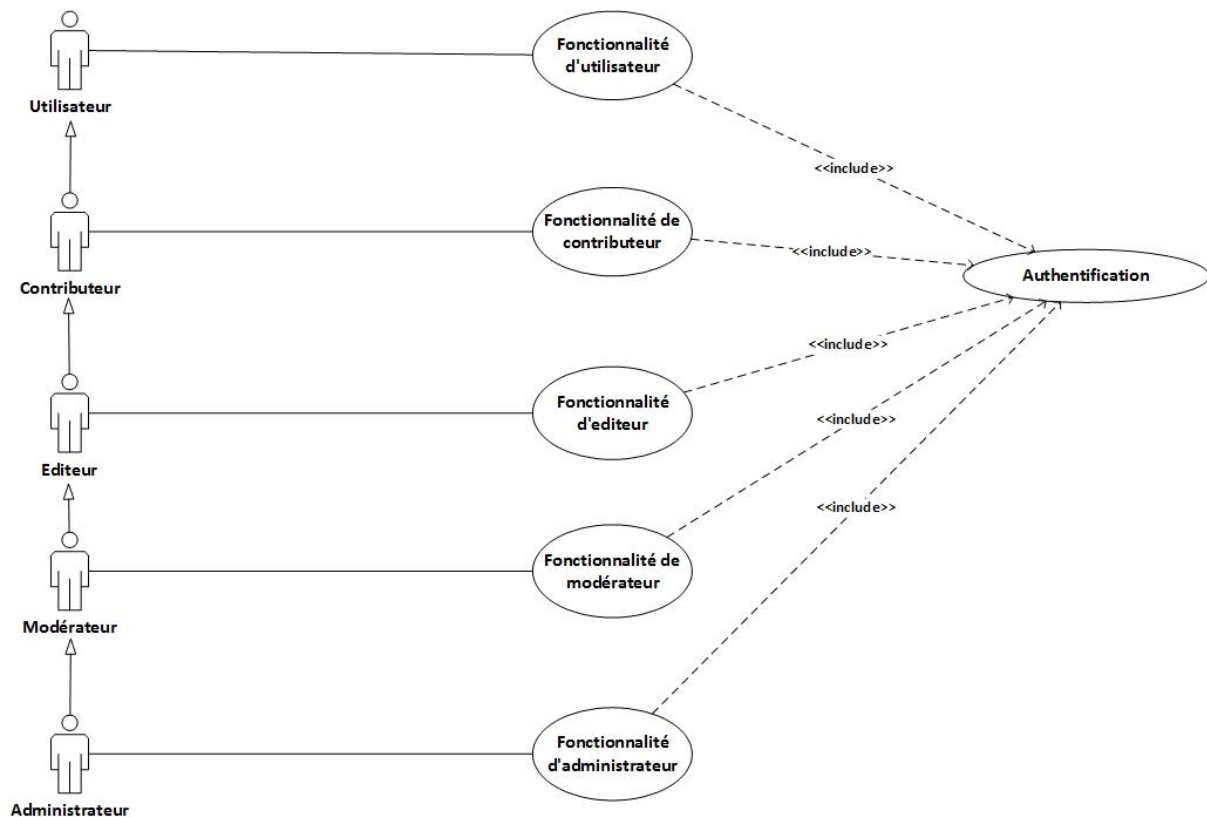 Fonctionnalité
d'utilisateur
Utilisateur
<<include>>
Fonctionnalité de
contributeur
<<include>>
Authentification
Contributeur
<<include>>
Fonctionnalité
d'editeur
<<include>>
Editeur
<<include>>
Fonctionnalité de
modérateur
Modérateur
Fonctionnalité
d'administrateur
Administrateur